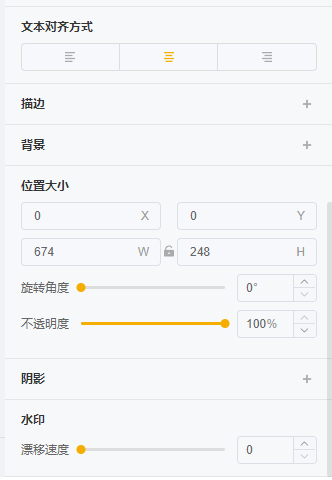 文本对齐方式
描边
背景
位置大小
0 X 0 Y
674 W 248 H
旋转角度 0°
不透明度 100%
阴影
水印
漂移速度 0